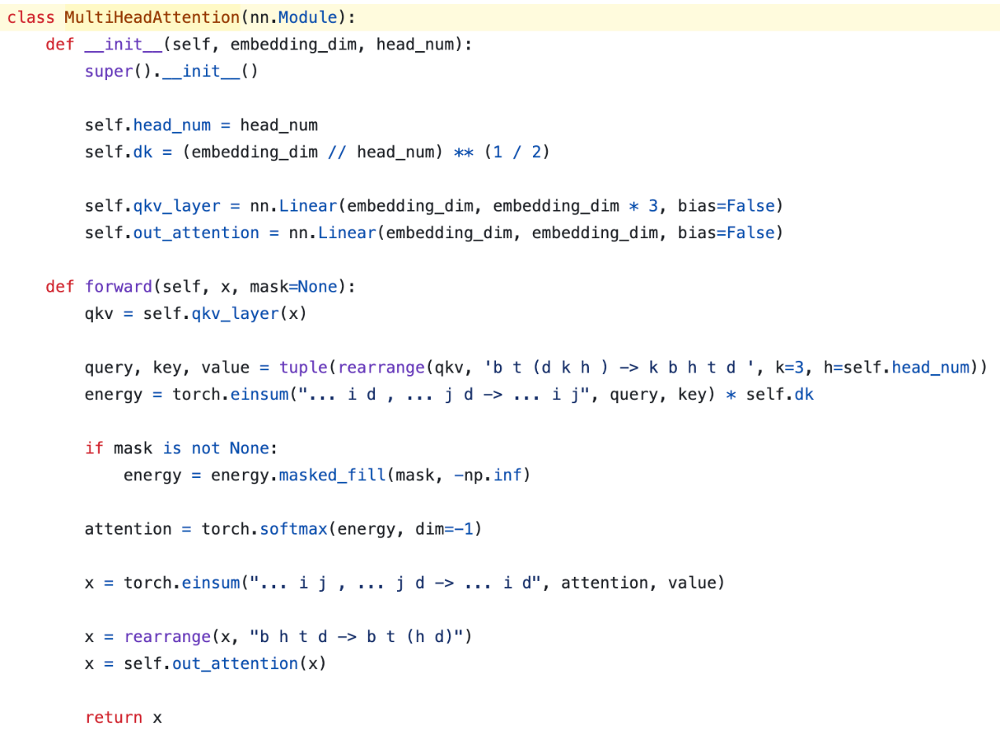 class MultiHeadAttention(nn.Module):
    def __init__(self, embedding_dim, head_num):
        super().__init__()

        self.head_num = head_num
        self.dk = (embedding_dim // head_num) ** (1 / 2)

        self.qkv_layer = nn.Linear(embedding_dim, embedding_dim * 3, bias=False)
        self.out_attention = nn.Linear(embedding_dim, embedding_dim, bias=False)

    def forward(self, x, mask=None):
        qkv = self.qkv_layer(x)

        query, key, value = tuple(rearrange(qkv, 'b t (d k h ) -> k b h t d ', k=3, h=self.head_num))
        energy = torch.einsum("... i d , ... j d -> ... i j", query, key) * self.dk

        if mask is not None:
            energy = energy.masked_fill(mask, -np.inf)

        attention = torch.softmax(energy, dim=-1)

        x = torch.einsum("... i j , ... j d -> ... i d", attention, value)

        x = rearrange(x, "b h t d -> b t (h d)")
        x = self.out_attention(x)

        return x